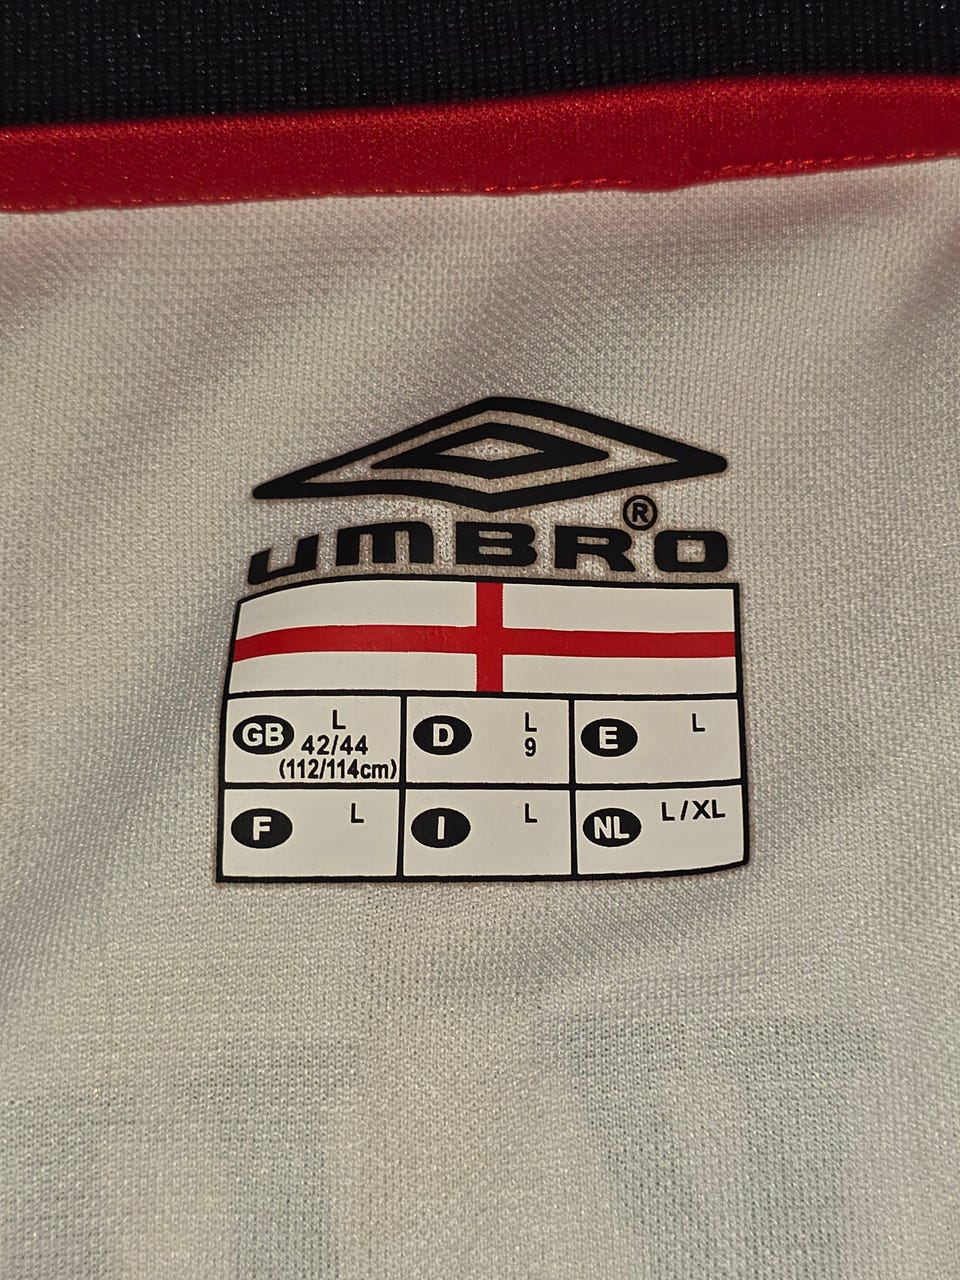 UMBRO®
GB L
42/44
(112/114cm)
D L
9
E L
F L
I L
NL L/XL